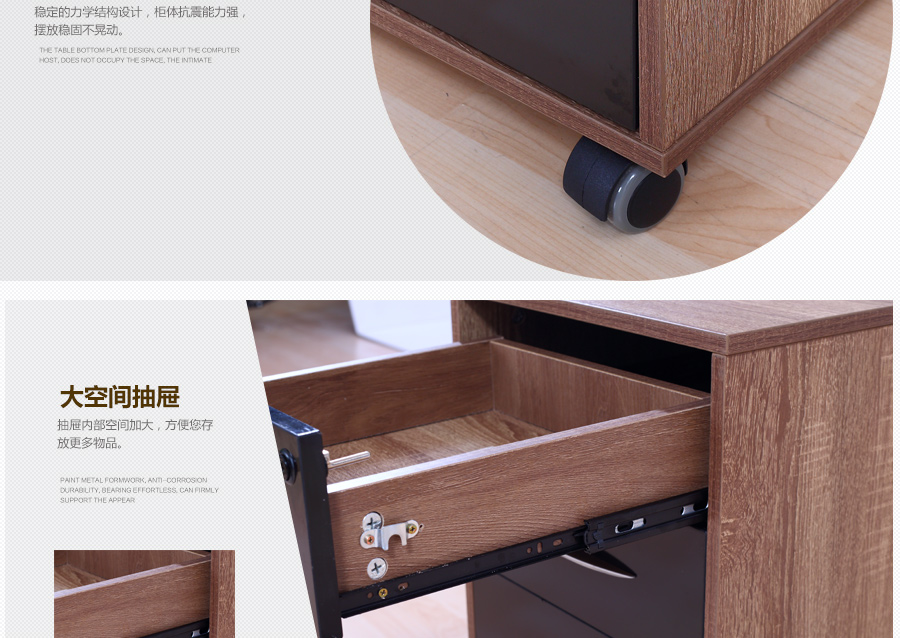 稳定的力学结构设计，柜体抗震能力强，
摆放稳固不晃动。
THE TABLE BOTTOM PLATE DESIGN, CAN PUT THE COMPUTER
HOST, DOES NOT OCCUPY THE SPACE, THE INTIMATE
大空间抽屉
抽屉内部空间加大，方便您存
放更多物品。
PAINT METAL FORMWORK, ANTI-CORROSION
DURABILITY, BEARING EFFORTLESS, CAN FIRMLY
SUPPORT THE APPEAR